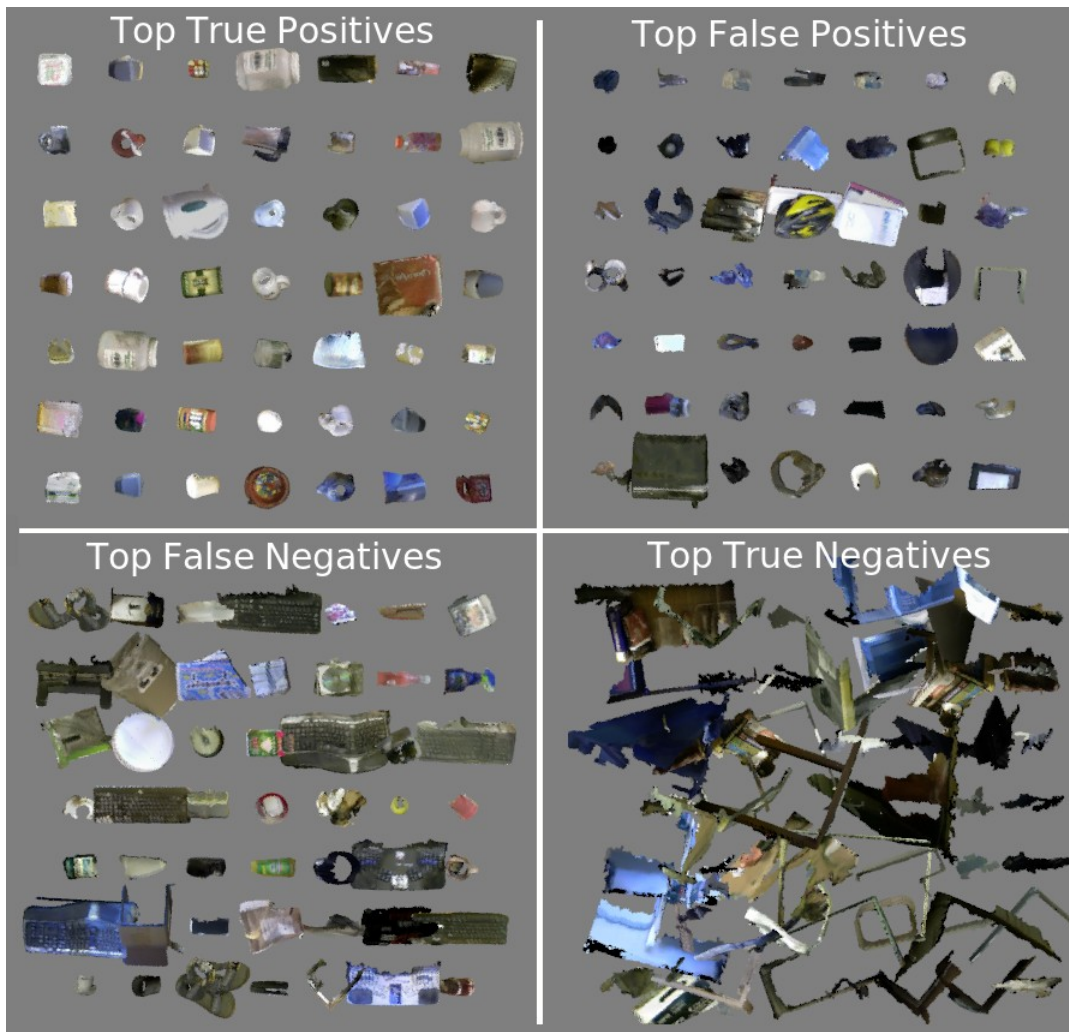 Top True Positives
Top False Positives
Top False Negatives
Top True Negatives